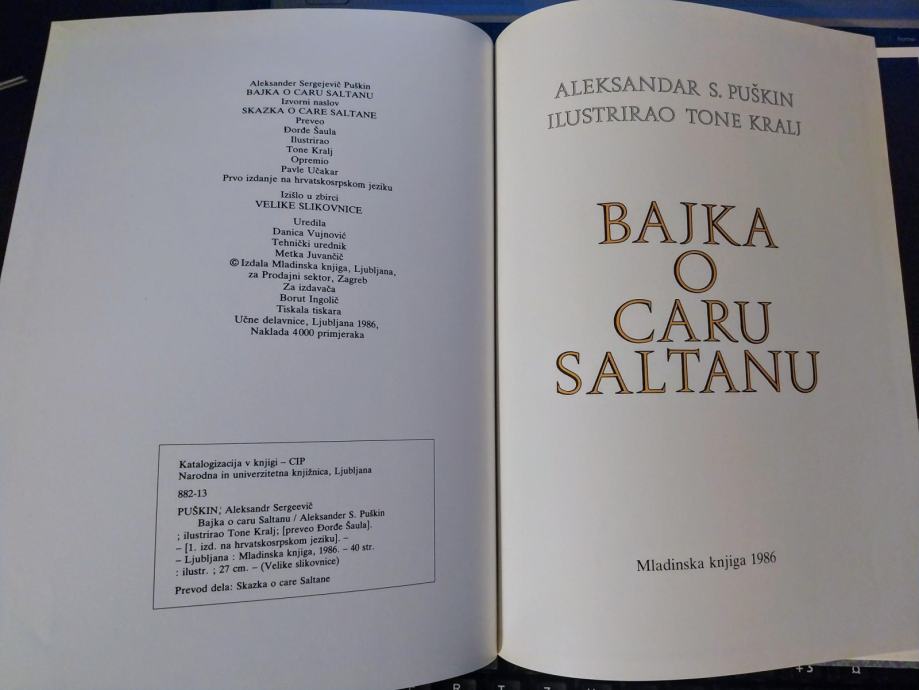 Aleksander Sergejevič Puškin
BAJKA O CARU SALTANU
Izvorni naslov
SKAZKA O CARE SALTANE
Preveo
Đorđe Šaula
Ilustrirao
Tone Kralj
Opremio
Pavle Učakar
Prvo izdanje na hrvatskosrpskom jeziku
Izišlo u zbirci
VELIKE SLIKOVNICE
Uredila
Danica Vujnović
Tehnički urednik
Metka Juvančič
© Izdala Mladinska knjiga, Ljubljana,
za Prodajni sektor, Zagreb
Za izdavača
Borut Ingolič
Tiskala tiskara
Učne delavnice, Ljubljana 1986,
Naklada 4000 primjeraka
Katalogizacija v knjigi – CIP
Narodna in univerzitetna knjižnica, Ljubljana
882-13
PUŠKIN, Aleksandr Sergeevič
Bajka o caru Saltanu / Aleksander S. Puškin
; ilustrirao Tone Kralj; [preveo Đorđe Šaula].
– [1. izd. na hrvatskosrpskom jeziku]. –
– Ljubljana : Mladinska knjiga, 1986. – 40 str.
: ilustr. ; 27 cm. – (Velike slikovnice)
Prevod dela: Skazka o care Saltane
ALEKSANDAR S. PUŠKIN
ILUSTRIRAO TONE KRALJ
BAJKA
O
CARU
SALTANU
Mladinska knjiga 1986